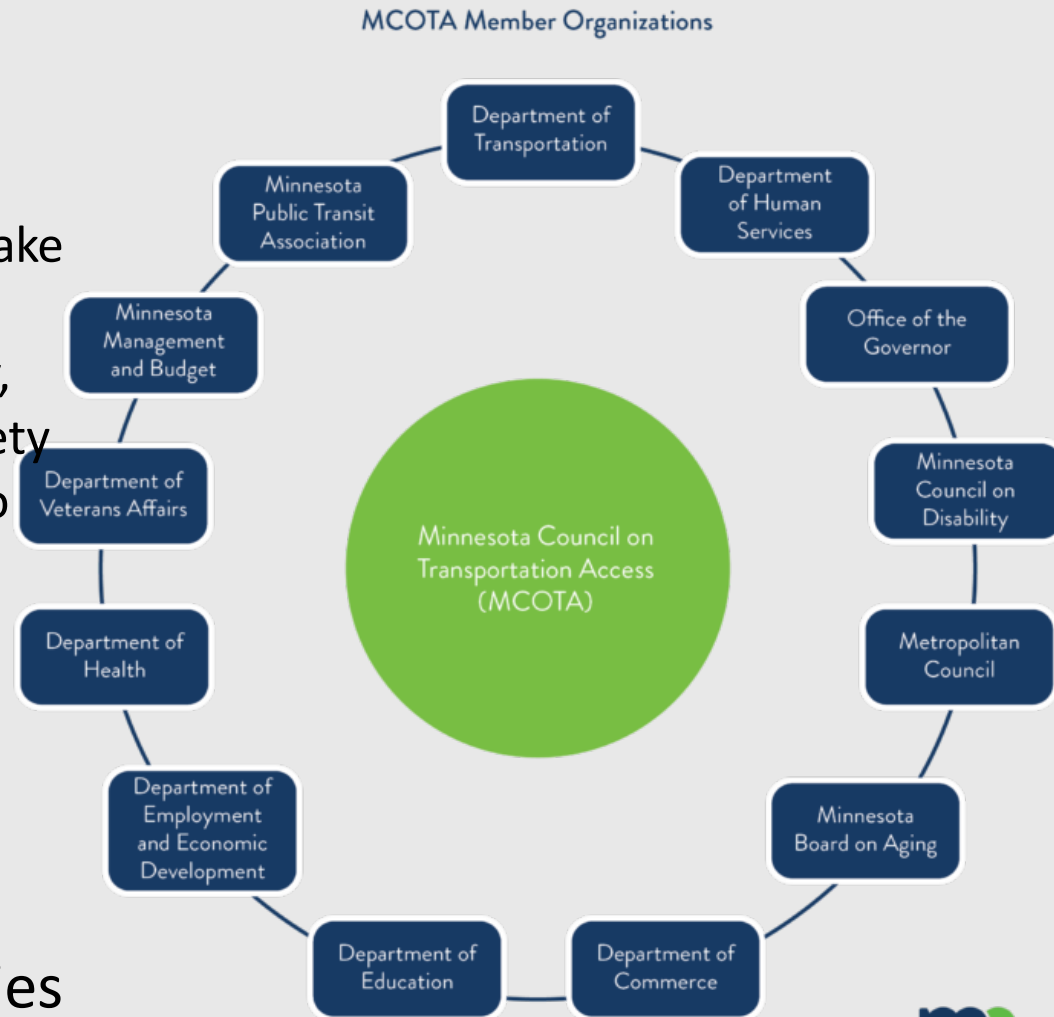 MCOTA Member Organizations
Department of
Transportation
Department
of Human
Services
Office of the
Governor
Minnesota
Council on
Disability
Metropolitan
Council
Minnesota
Board on Aging
Department of
Commerce
Department of
Education
Department of
Employment
and Economic
Development
Department of
Health
Department of
Veterans Affairs
Minnesota
Management
and Budget
Minnesota
Public Transit
Association
Minnesota Council on
Transportation Access
(MCOTA)
ake
,
ety
o
ies